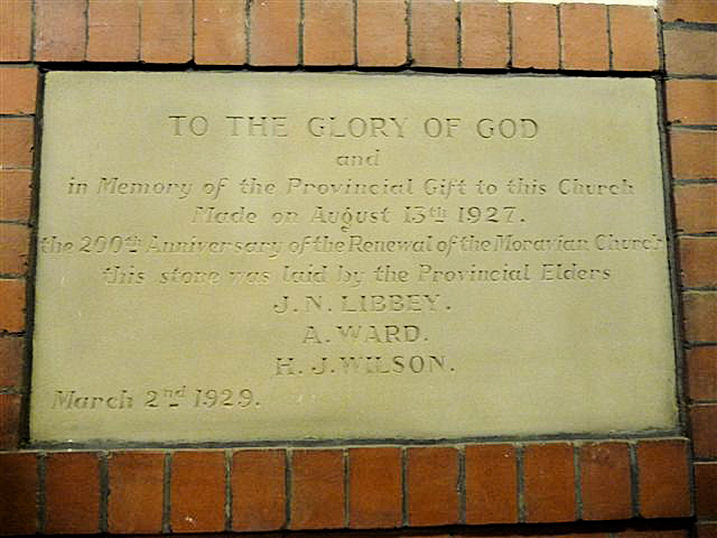 TO THE GLORY OF GOD
and
in Memory of the Provincial Gift to this Church
Made on August 13th 1927.
the 200th Anniversary of the Renewal of the Moravian Church
this stone was laid by the Provincial Elders
J. N. LIBBEY.
A. WARD.
H. J. WILSON.
March 2nd 1929.